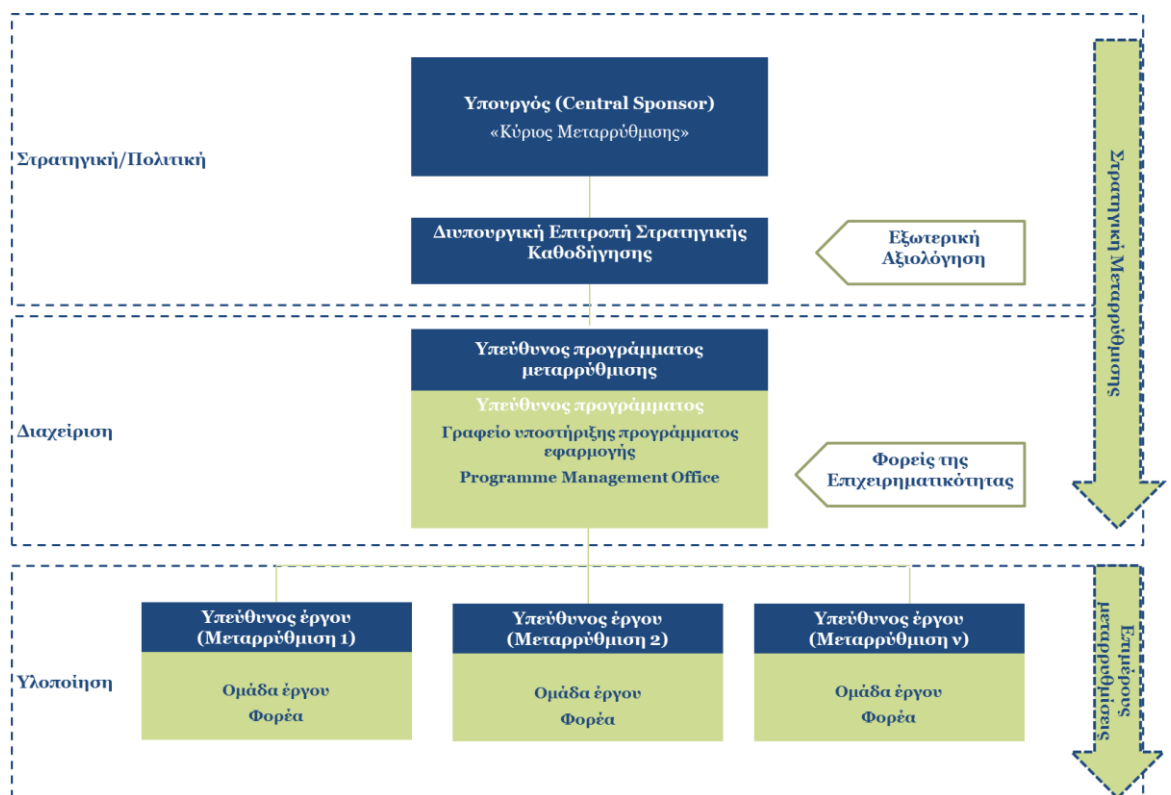 Υπουργός (Central Sponsor)
«Κύριος Μεταρρύθμισης»
Στρατηγική/Πολιτική
Διυπουργική Επιτροπή Στρατηγικής
Καθοδήγησης
Εξωτερική
Αξιολόγηση
Στρατηγική Μεταρρύθμισης
Υπεύθυνος προγράμματος
μεταρρύθμισης
Υπεύθυνος προγράμματος
Γραφείο υποστήριξης προγράμματος
εφαρμογής
Programme Management Office
Διαχείριση
Φορείς της
Επιχειρηματικότητας
Υπεύθυνος έργου
(Μεταρρύθμιση 1)
Ομάδα έργου
Φορέα
Υπεύθυνος έργου
(Μεταρρύθμιση 2)
Ομάδα έργου
Φορέα
Υπεύθυνος έργου
(Μεταρρύθμιση ν)
Ομάδα έργου
Φορέα
Υλοποίηση
Επιμέρους
μεταρρυθμίσεις